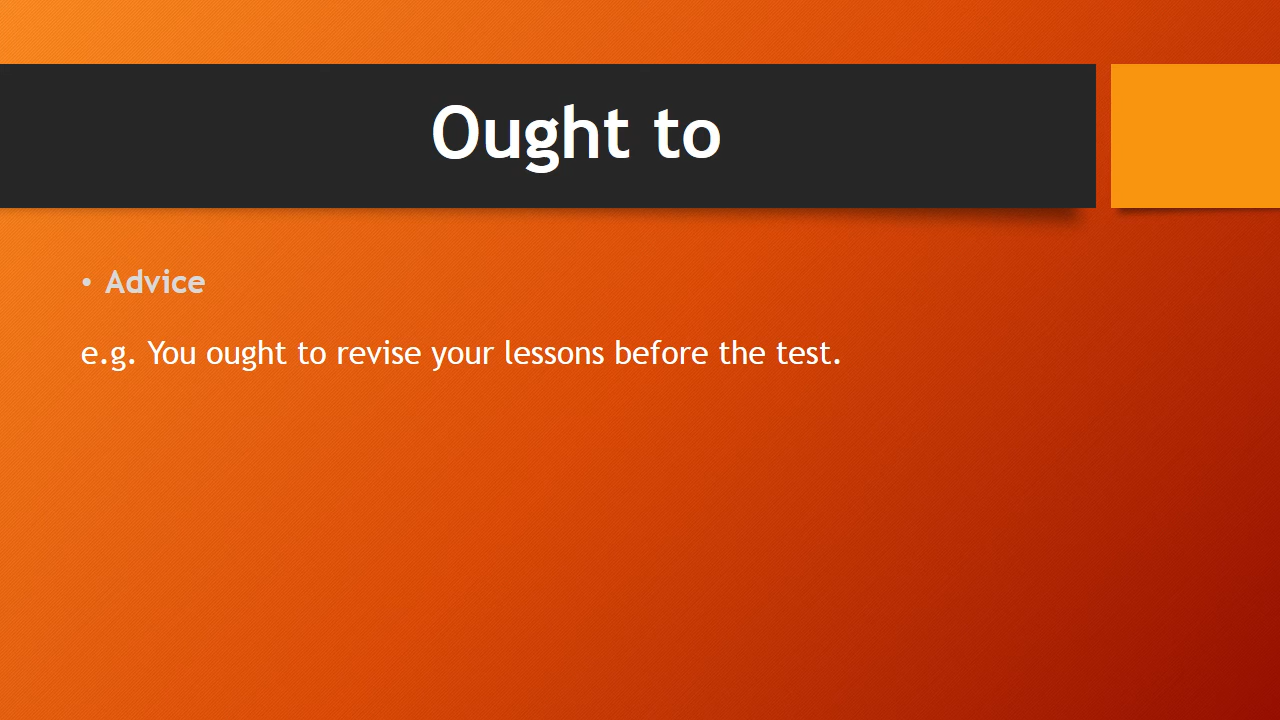 Ought to
• Advice
e.g. You ought to revise your lessons before the test.